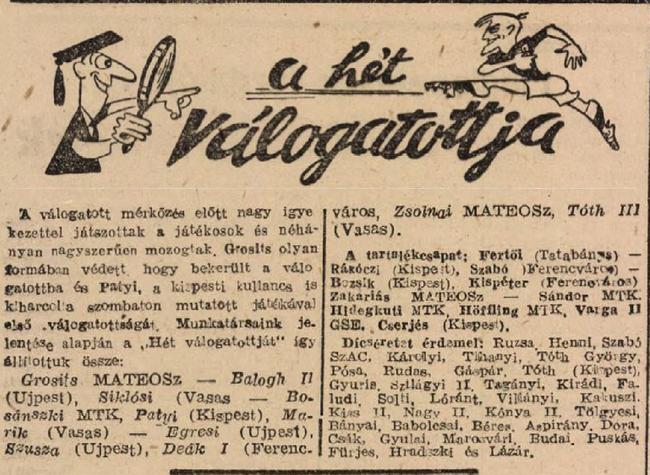 a hét
válogatottja
A válogatott mérkőzés előtt nagy igye
kezettel játszottak a játékosok és néhá-
nyan nagyszerűen mozogtak. Grosits olyan
formában védett, hogy bekerült a válo
gatottba és Patyi, a kispesti kullancs is
kiharcolta szombaton mutatott játékával
első válogatottságát. Munkatársaink je-
lentése alapján a „Hét válogatottját" így
állítottuk össze:
Grosits MATEOSz — Balogh II
(Ujpest), Siklósi (Vasas — Bo-
sánszki MTK, Patyi (Kispest), Ma-
rik (Vasas) — Egresi (Ujpest),
Szusza (Ujpest), Deák I (Ferenc-
város, Zsolnai MATEOSz, Tóth III
(Vasas).
A tartalékcsapat: Fertői (Tatabánya) —
Rákóczi (Kispest), Szabó (Ferencváros) —
Bozsik (Kispest), Kispéter (Ferencváros)
Zakariás MATEOSz — Sándor MTK.
Hidegkuti MTK, Höffling MTK, Varga II
GSE, Cserjés (Kispest).
Dicséretet érdemel: Ruzsa, Henni, Szabó
SzAC, Károlyi, Tihanyi, Tóth György,
Pósa, Rudas, Gáspár, Tóth (Kispest),
Gyuris, Szilágyi II, Tagányi, Kirádi, Fa-
ludi, Solti, Lóránt, Villányi, Kakuszi.
Kiss II, Nagy II, Kónya II, Tölgyesi,
Bányai, Babolcsai, Béres, Aspirány, Dora,
Csák, Gyulai, Marosvári, Budai, Puskás,
Fürjes, Hradszki és Lázár.